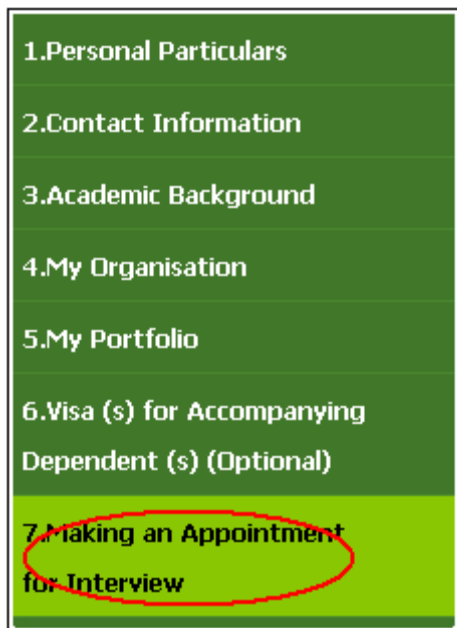 1.Personal Particulars
2.Contact Information
3.Academic Background
4.My Organisation
5.My Portfolio
6.Visa (s) for Accompanying
Dependent (s) (Optional)
7.Making an Appointment
for Interview